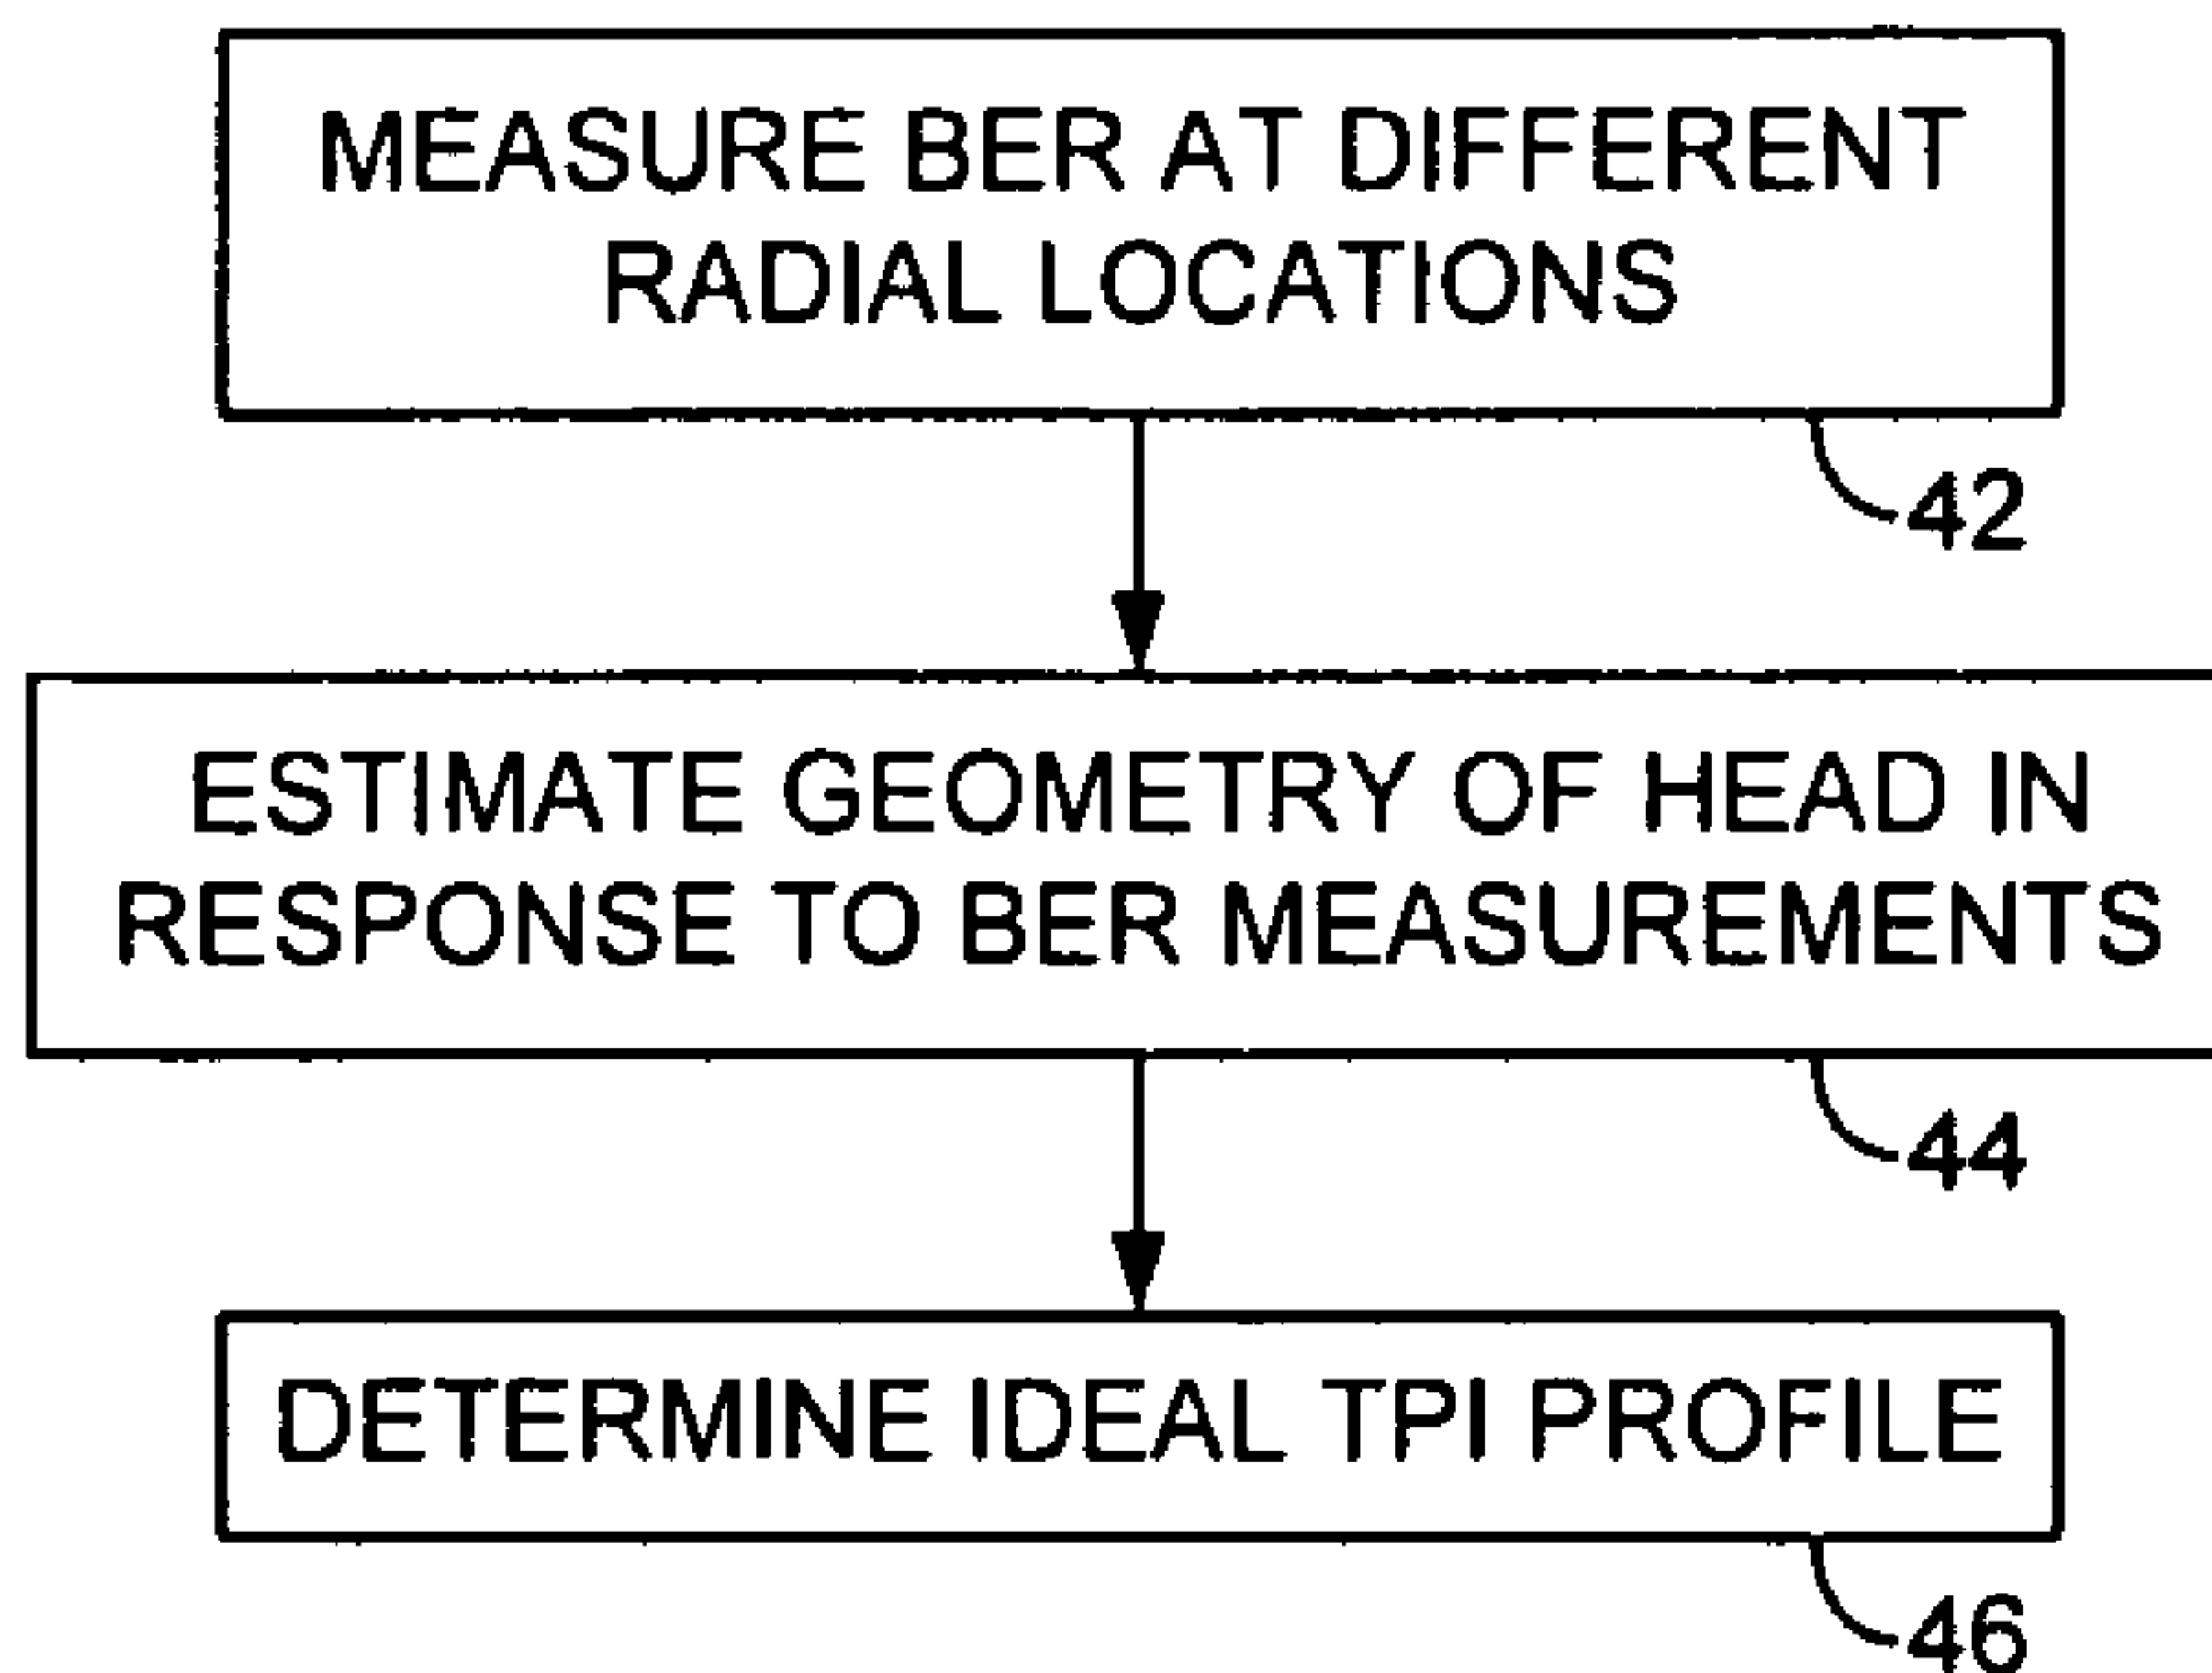 MEASURE BER AT DIFFERENT
RADIAL LOCATIONS
42
ESTIMATE GEOMETRY OF HEAD IN
RESPONSE TO BER MEASUREMENTS
44
DETERMINE IDEAL TPI PROFILE
46